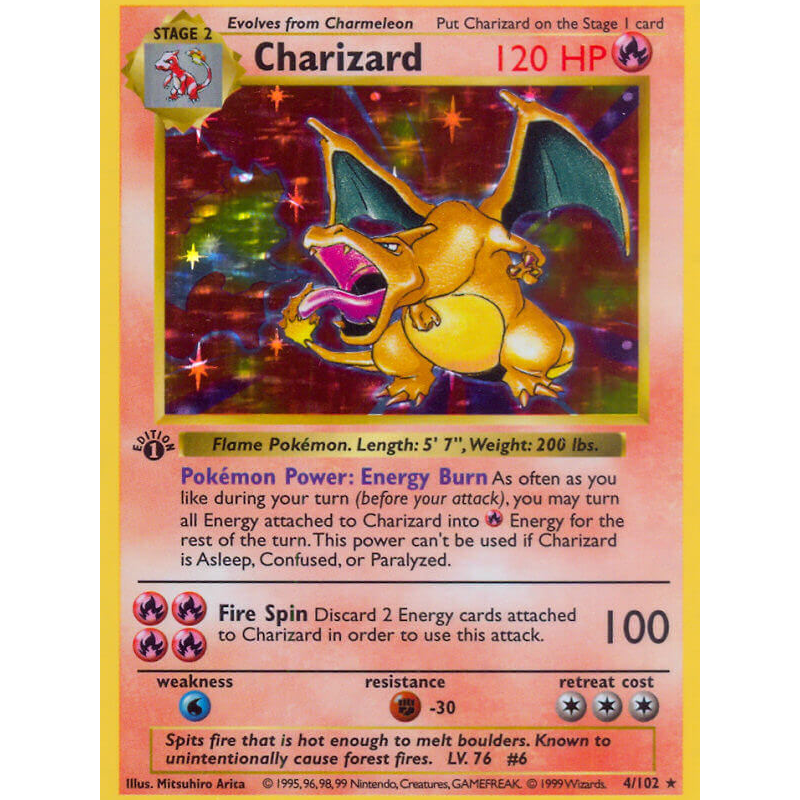 Evolves from Charmeleon Put Charizard on the Stage 1 card
STAGE 2
Charizard 120 HP
EDITION
1
Flame Pokémon. Length: 5' 7", Weight: 200 lbs.
Pokémon Power: Energy Burn As often as you
like during your turn (before your attack), you may turn
all Energy attached to Charizard into Energy for the
rest of the turn. This power can't be used if Charizard
is Asleep, Confused, or Paralyzed.
Fire Spin Discard 2 Energy cards attached
to Charizard in order to use this attack.
100
weakness resistance retreat cost
-30
Spits fire that is hot enough to melt boulders. Known to
unintentionally cause forest fires. LV. 76 #6
Illus. Mitsuhiro Arita © 1995, 96, 98, 99 Nintendo, Creatures, GAMEFREAK. © 1999 Wizards. 4/102 ★